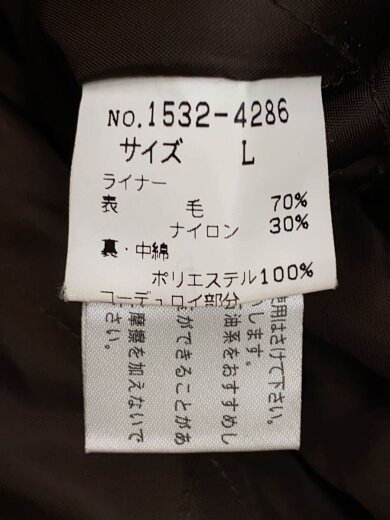 NO.1532-4286
サイズ L
ライナー
表 毛 70%
ナイロン 30%
裏・中綿
ポリエステル100%
コーデュロイ部分
使用はさけて下さい。
します。
油系をおすすめし
ができることがあ
摩擦を加えないで
さい。